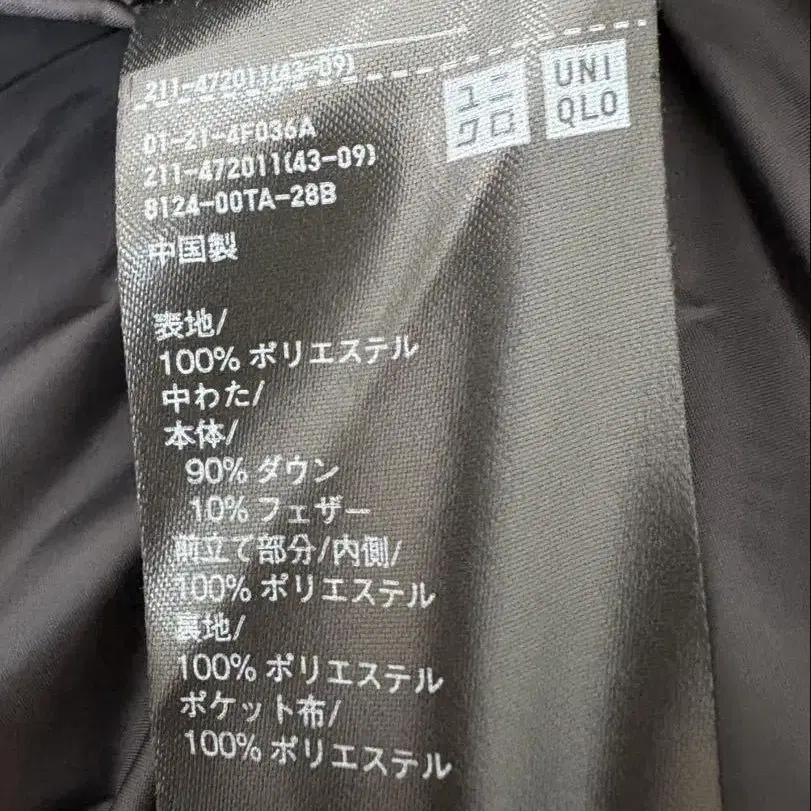 211-472011(43-09)
ユニクロ
UNIQLO
01-21-4F036A
211-472011(43-09)
8124-00TA-28B
中国製
表地/
100% ポリエステル
中わた/
本体/
90% ダウン
10% フェザー
前立て部分/内側/
100% ポリエステル
裏地/
100% ポリエステル
ポケット布/
100% ポリエステル